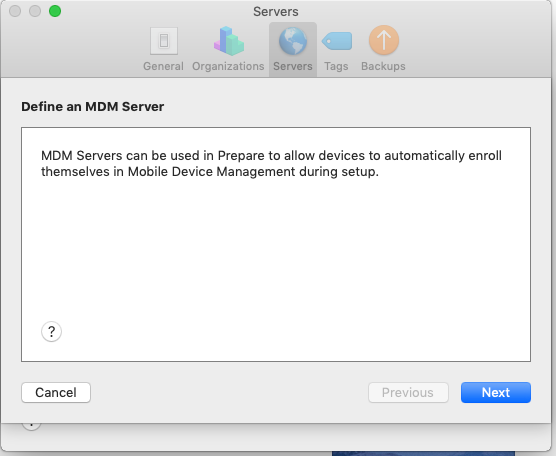 Servers
General Organizations Servers Tags Backups
Define an MDM Server
MDM Servers can be used in Prepare to allow devices to automatically enroll
themselves in Mobile Device Management during setup.
?
Cancel Previous Next